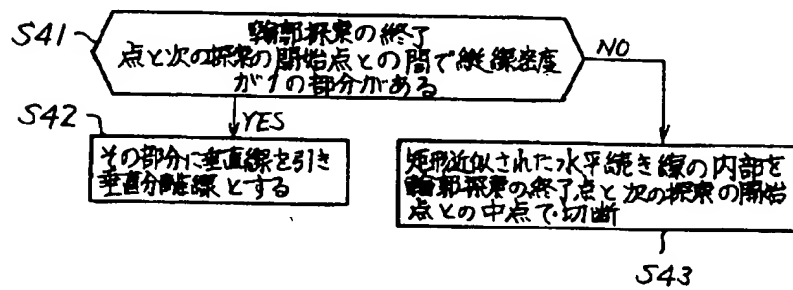 S41
輪郭探索の終了
点と次の探索の開始点との間で縦線密度
が1の部分がある
NO
S42
YES
その部分に垂直線を引き
垂直分離線とする
矩形近似された水平続き線の内部を
輪郭探索の終了点と次の探索の開始
点との中点で切断
S43